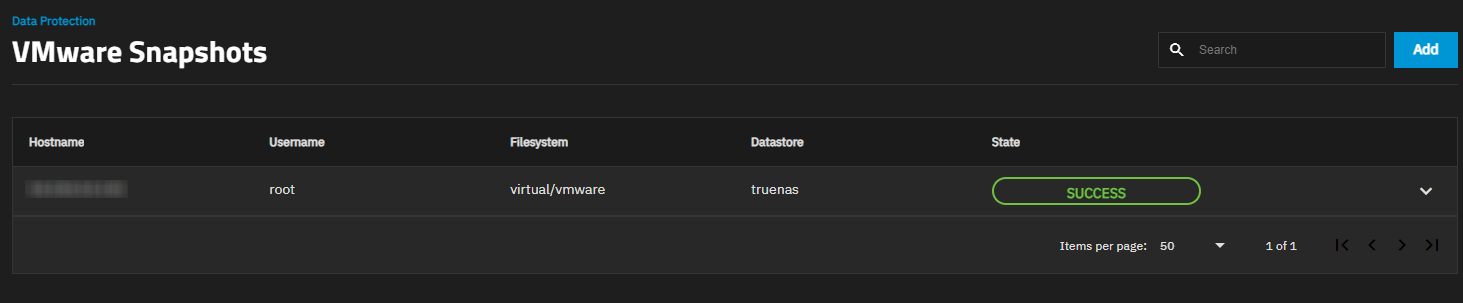 Data Protection
VMware Snapshots
Search
Add
Hostname Username Filesystem Datastore State
root virtual/vmware truenas SUCCESS
Items per page: 50 1 of 1